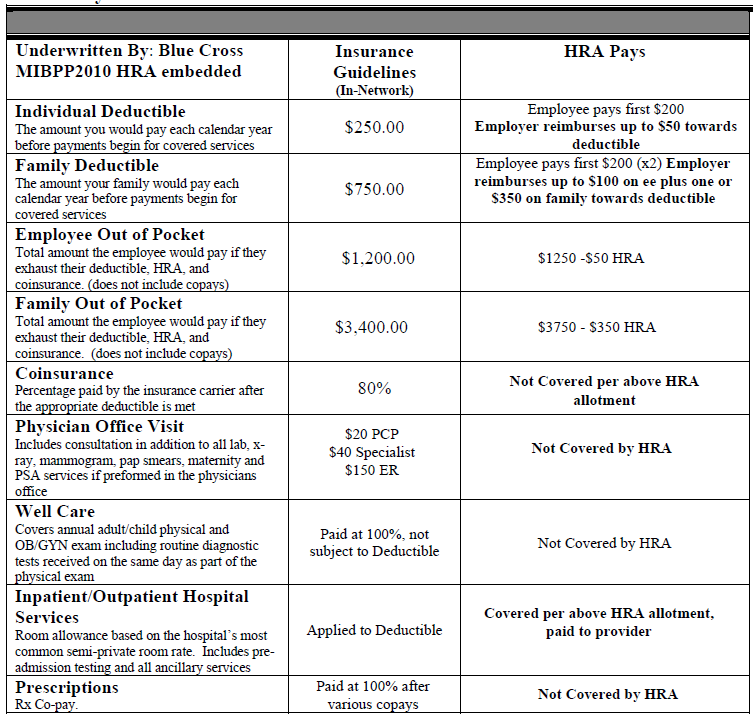 Underwritten By: Blue Cross
MIBPP2010 HRA embedded
Insurance
Guidelines
(In-Network)
HRA Pays
Individual Deductible
The amount you would pay each calendar year
before payments begin for covered services
$250.00
Employee pays first $200
Employer reimburses up to $50 towards
deductible
Family Deductible
The amount your family would pay each
calendar year before payments begin for
covered services
$750.00
Employee pays first $200 (x2) Employer
reimburses up to $100 on ee plus one or
$350 on family towards deductible
Employee Out of Pocket
Total amount the employee would pay if they
exhaust their deductible, HRA, and
coinsurance. (does not include copays)
$1,200.00
$1250 -$50 HRA
Family Out of Pocket
Total amount the employee would pay if they
exhaust their deductible, HRA, and
coinsurance. (does not include copays)
$3,400.00
$3750 - $350 HRA
Coinsurance
Percentage paid by the insurance carrier after
the appropriate deductible is met
80%
Not Covered per above HRA
allotment
Physician Office Visit
Includes consultation in addition to all lab, x-
ray, mammogram, pap smears, maternity and
PSA services if preformed in the physicians
office
$20 PCP
$40 Specialist
$150 ER
Not Covered by HRA
Well Care
Covers annual adult/child physical and
OB/GYN exam including routine diagnostic
tests received on the same day as part of the
physical exam
Paid at 100%, not
subject to Deductible
Not Covered by HRA
Inpatient/Outpatient Hospital
Services
Room allowance based on the hospital's most
common semi-private room rate. Includes pre-
admission testing and all ancillary services
Applied to Deductible
Covered per above HRA allotment,
paid to provider
Prescriptions
Rx Co-pay.
Paid at 100% after
various copays
Not Covered by HRA